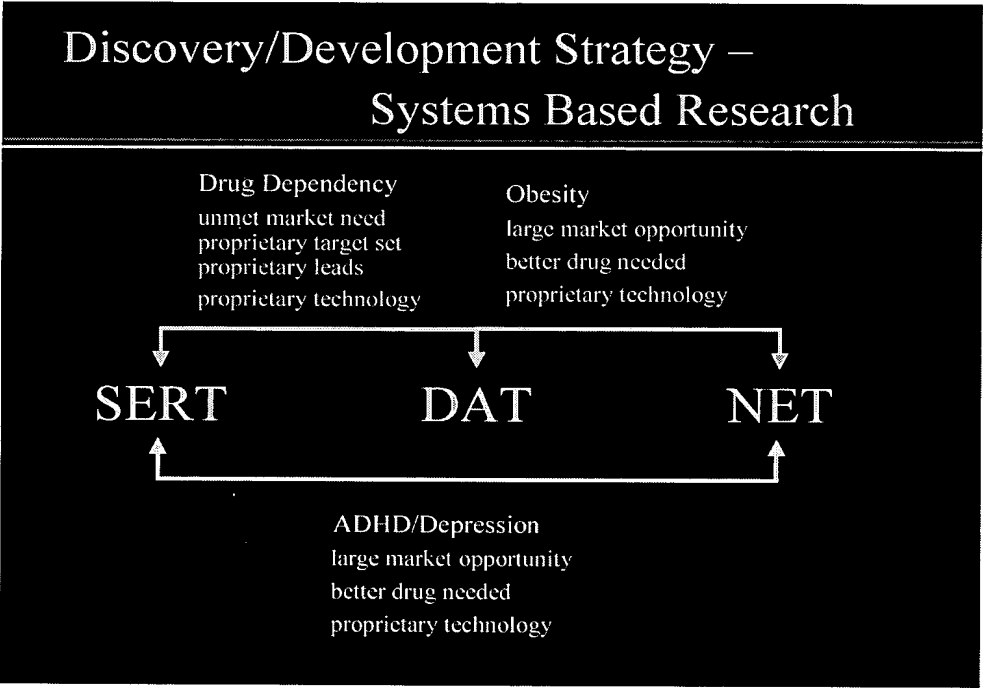 Discovery/Development Strategy –
Systems Based Research
Drug Dependency
unmet market need
proprietary target set
proprietary leads
proprietary technology
Obesity
large market opportunity
better drug needed
proprietary technology
SERT
DAT
NET
ADHD/Depression
large market opportunity
better drug needed
proprietary technology